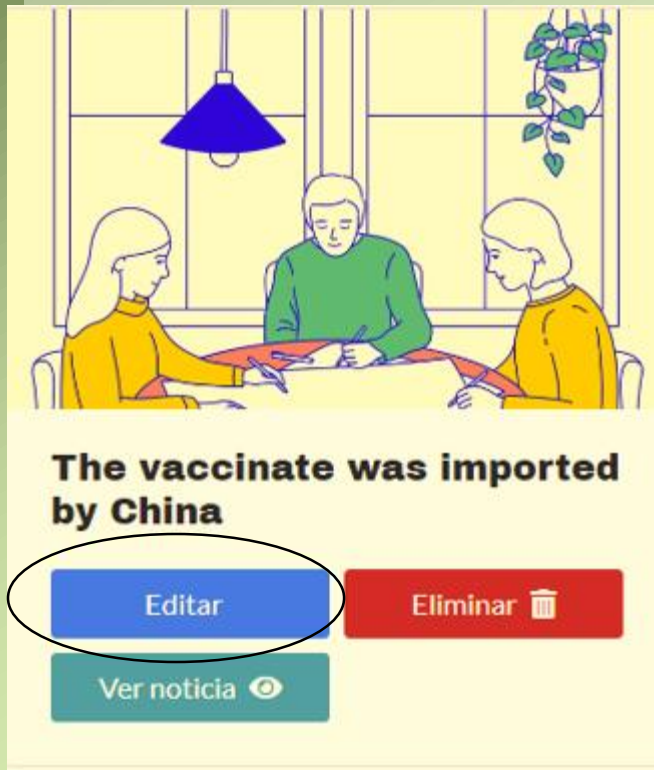 The vaccinate was imported
by China
Editar
Eliminar
Ver noticia